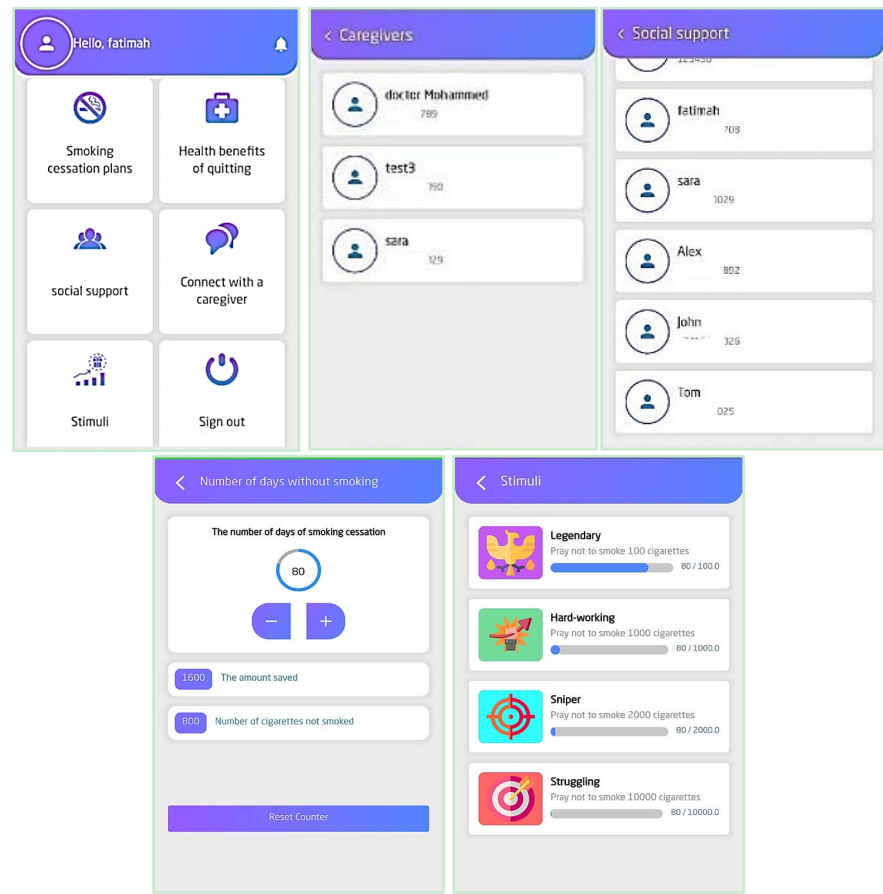 Hello, fatimah
Smoking
cessation plans
Health benefits
of quitting
social support
Connect with a
caregiver
Stimuli
Sign out
< Caregivers
doctor Mohammed
789
test3
sara
< Social support
fatimah
sara
1029
Alex
892
John
Tom
025
Number of days without smoking
The number of days of smoking cessation
80
− +
1600 The amount saved
800 Number of cigarettes not smoked
Reset Counter
Stimuli
Legendary
Pray not to smoke 100 cigarettes
80 / 100.0
Hard-working
Pray not to smoke 1000 cigarettes
80 / 1000.0
Sniper
Pray not to smoke 2000 cigarettes
80 / 2000.0
Struggling
Pray not to smoke 10000 cigarettes
80 / 10000.0